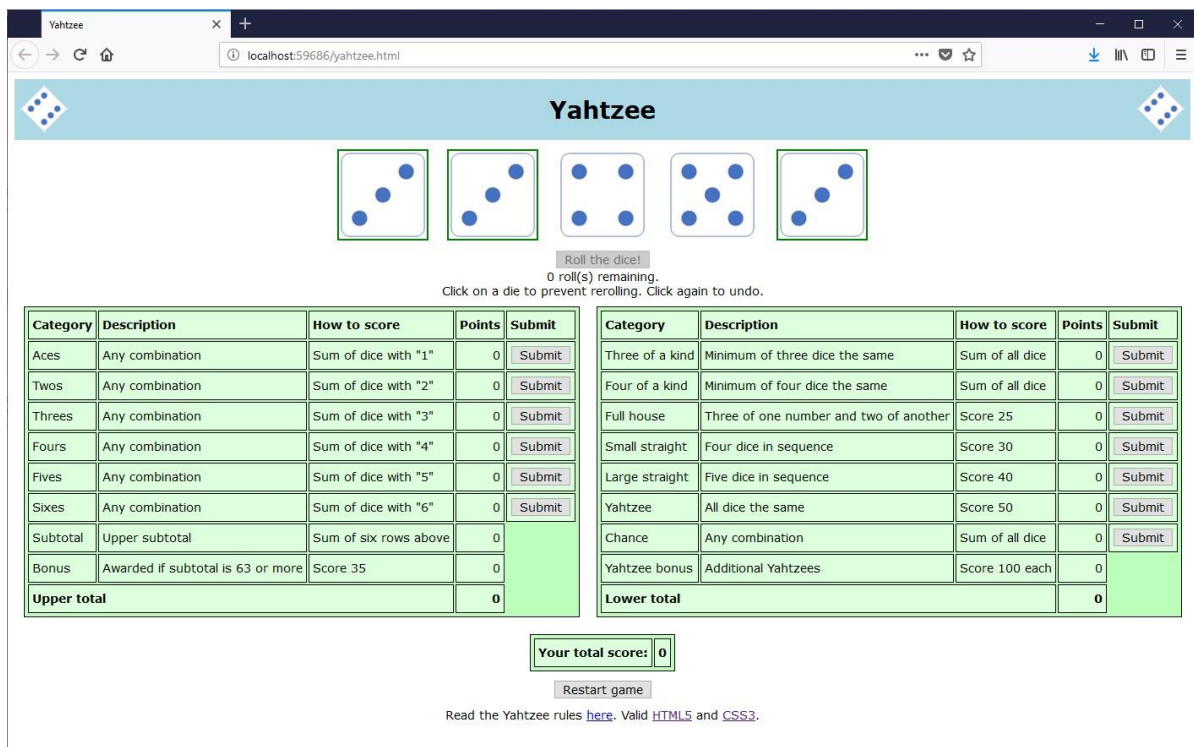 Yahtzee
localhost:59686/yahtzee.html
Yahtzee
Roll the dice!
0 roll(s) remaining.
Click on a die to prevent rerolling. Click again to undo.
Category Description How to score Points Submit
Aces Any combination Sum of dice with "1" 0 Submit
Twos Any combination Sum of dice with "2" 0 Submit
Threes Any combination Sum of dice with "3" 0 Submit
Fours Any combination Sum of dice with "4" 0 Submit
Fives Any combination Sum of dice with "5" 0 Submit
Sixes Any combination Sum of dice with "6" 0 Submit
Subtotal Upper subtotal Sum of six rows above 0
Bonus Awarded if subtotal is 63 or more Score 35 0
Upper total 0
Category Description How to score Points Submit
Three of a kind Minimum of three dice the same Sum of all dice 0 Submit
Four of a kind Minimum of four dice the same Sum of all dice 0 Submit
Full house Three of one number and two of another Score 25 0 Submit
Small straight Four dice in sequence Score 30 0 Submit
Large straight Five dice in sequence Score 40 0 Submit
Yahtzee All dice the same Score 50 0 Submit
Chance Any combination Sum of all dice 0 Submit
Yahtzee bonus Additional Yahtzees Score 100 each 0
Lower total 0
Your total score: 0
Restart game
Read the Yahtzee rules here. Valid HTML5 and CSS3.